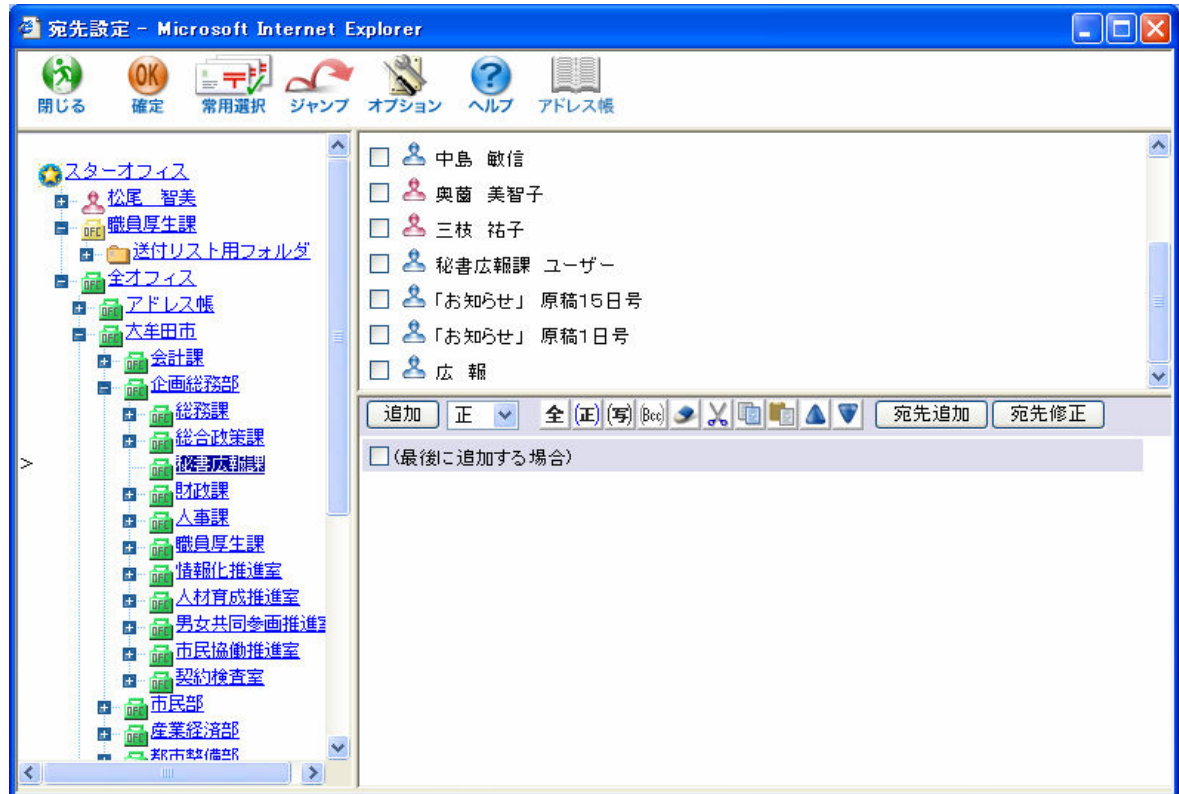 宛先設定 - Microsoft Internet Explorer
閉じる 確定 常用選択 ジャンプ オプション ヘルプ アドレス帳
スターオフィス
松尾 智美
職員厚生課
送付リスト用フォルダ
全オフィス
アドレス帳
大牟田市
会計課
企画総務部
総務課
総合政策課
>
秘書広報課
財政課
人事課
職員厚生課
情報化推進室
人材育成推進室
男女共同参画推進室
市民協働推進室
契約検査室
市民部
産業経済部
都市整備部
中島 敏信
奥薗 美智子
三枝 祐子
秘書広報課 ユーザー
「お知らせ」 原稿15日号
「お知らせ」 原稿1日号
広 報
追加 正 全 (正) (写) (Bcc) 宛先追加 宛先修正
(最後に追加する場合)